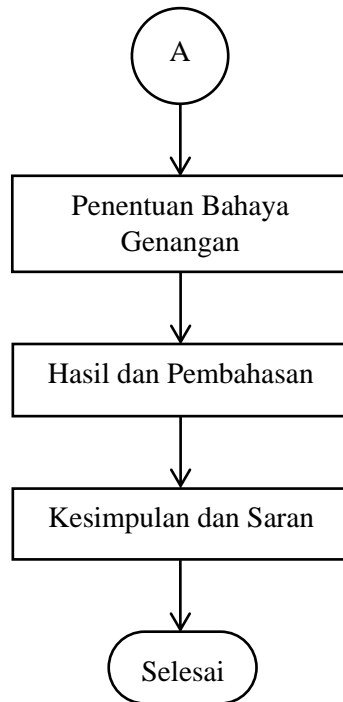 A
Penentuan Bahaya
Genangan
Hasil dan Pembahasan
Kesimpulan dan Saran
Selesai